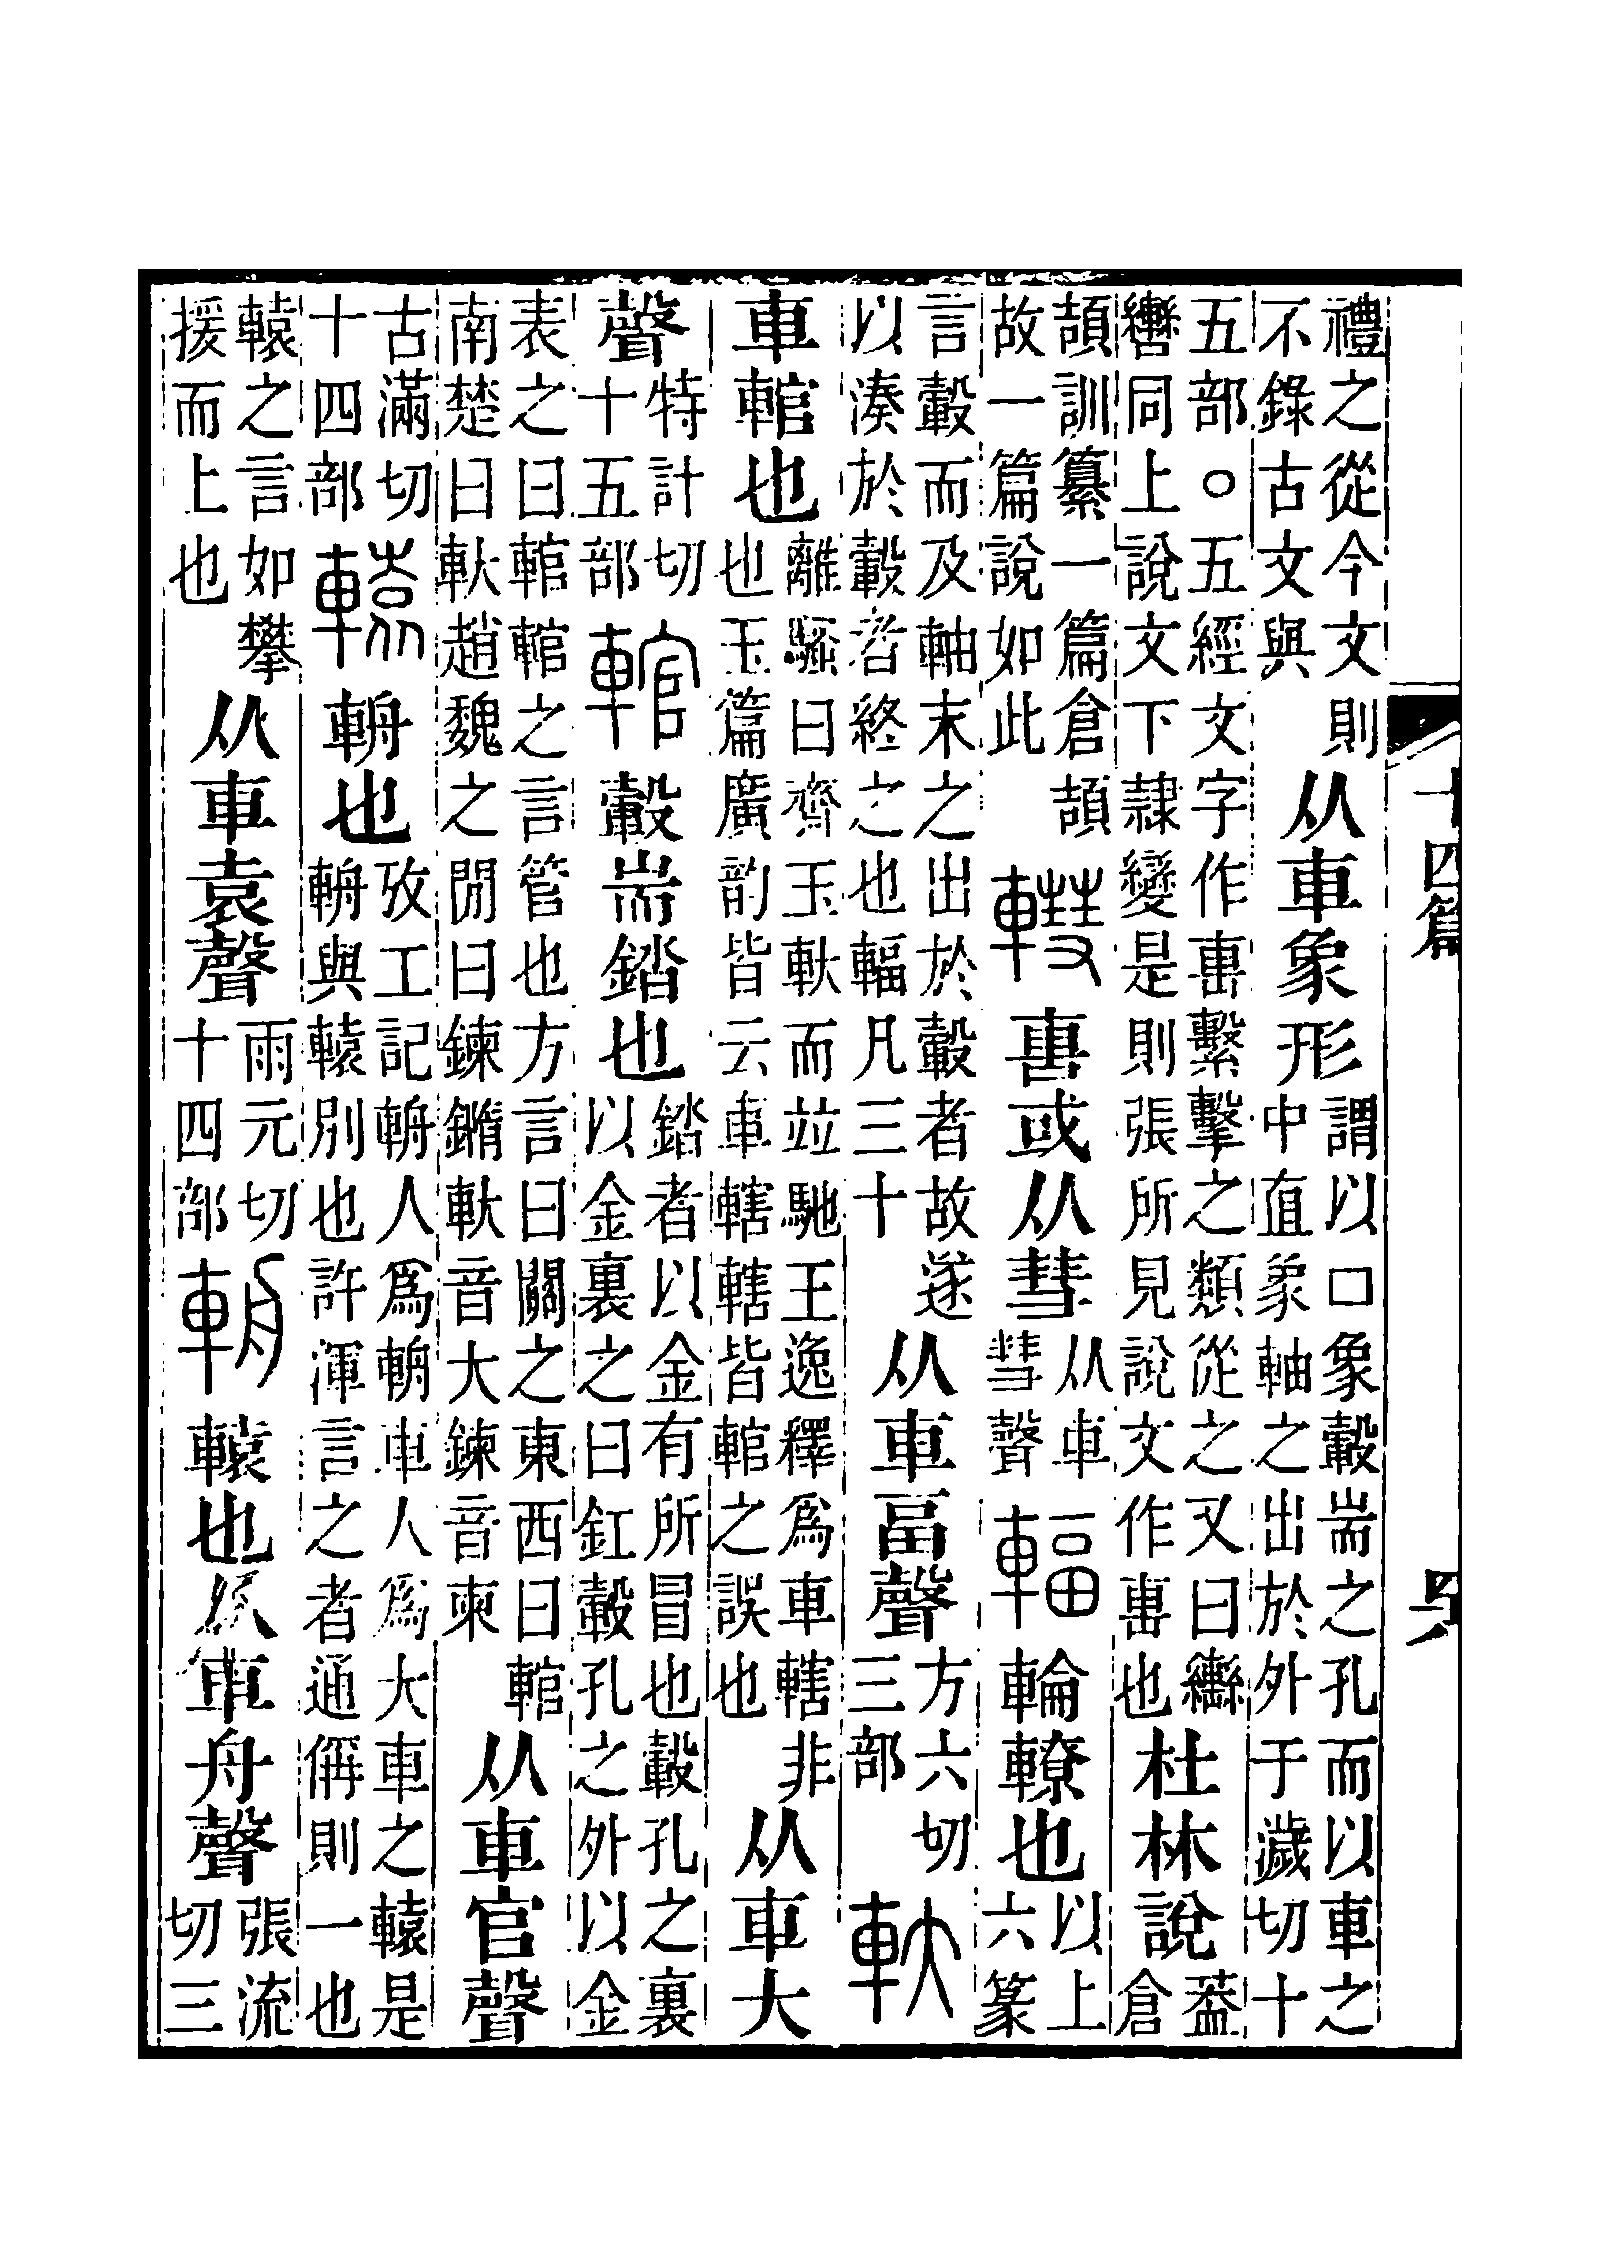 禮之從今文則不錄古文與从車象形謂以口象轂耑之孔而以車之中直象軸之出於外于濊切十
五部○五經文字作軎繫擊之類從之又曰轡轡同上說文下隷變是則張所見說文作軎也杜林說蓋倉
頡訓纂一篇倉頡故一篇說如此轊軎或从彗从車彗聲輻輪轑也以上六篆
言轂而及軸末之出於轂者故遂以湊於轂者終之也輻凡三十从車畐聲方六切三部軑
車輨也離騷曰齊玉軑而竝馳王逸釋爲車轄非也玉篇廣韵皆云車轄轄皆輨之誤也从車大
聲特計切十五部輨轂耑錔也錔者以金有所冒也轂孔之裏以金裏之曰釭轂孔之外以金
表之曰輨輨之言管也方言曰關之東西曰輨南楚曰軑趙魏之閒曰鍊䥺軑音大鍊音柬从車官聲
古滿切十四部轅輈也攷工記輈人爲輈車人爲大車之轅是輈與轅別也許渾言之者通偁則一也
轅之言如攀援而上也从車袁聲雨元切十四部輈轅也从車舟聲張流切三
十四篇